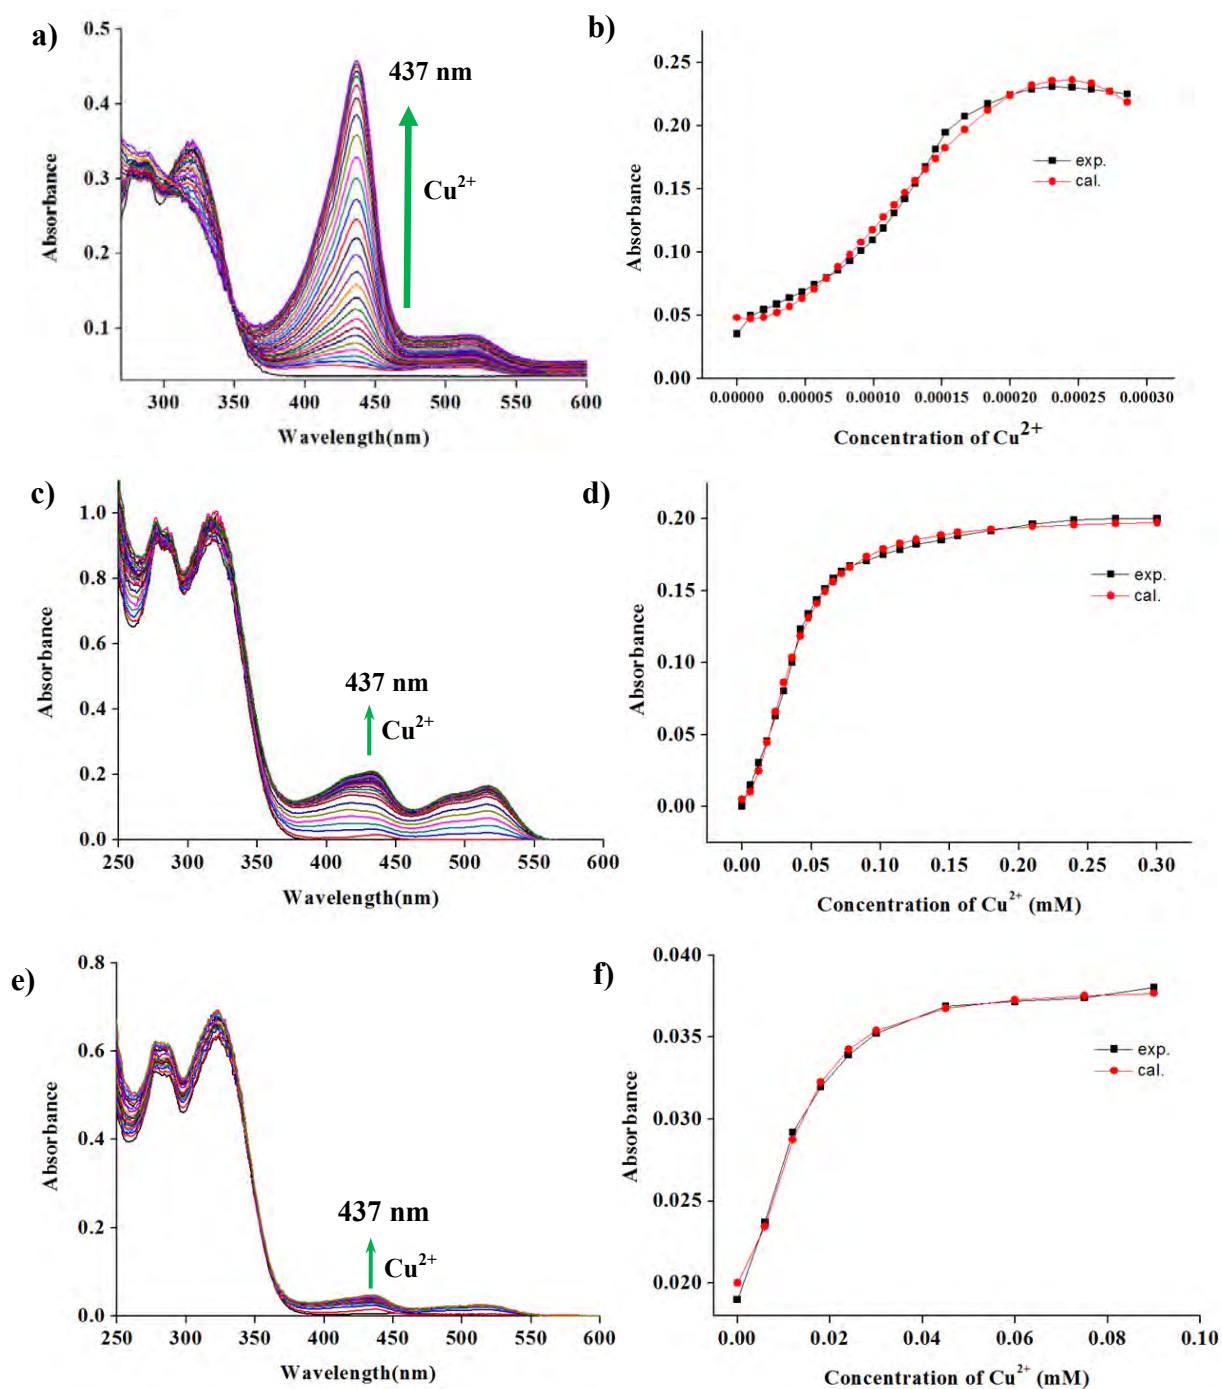 a)
0.5
0.4
0.3
0.2
0.1
Absorbance
437 nm
Cu2+
300 350 400 450 500 550 600
Wavelength(nm)
b)
0.25
0.20
0.15
0.10
0.05
0.00
Absorbance
exp.
cal.
0.00000 0.00005 0.00010 0.00015 0.00020 0.00025 0.00030
Concentration of Cu2+
c)
1.0
0.8
0.6
0.4
0.2
0.0
Absorbance
437 nm
Cu2+
250 300 350 400 450 500 550 600
Wavelength(nm)
d)
0.20
0.15
0.10
0.05
0.00
Absorbance
exp.
cal.
0.00 0.05 0.10 0.15 0.20 0.25 0.30
Concentration of Cu2+ (mM)
e)
0.8
0.6
0.4
0.2
0.0
Absorbance
437 nm
Cu2+
250 300 350 400 450 500 550 600
Wavelength(nm)
f)
0.040
0.035
0.030
0.025
0.020
Absorbance
exp.
cal.
0.00 0.02 0.04 0.06 0.08 0.10
Concentration of Cu2+ (mM)